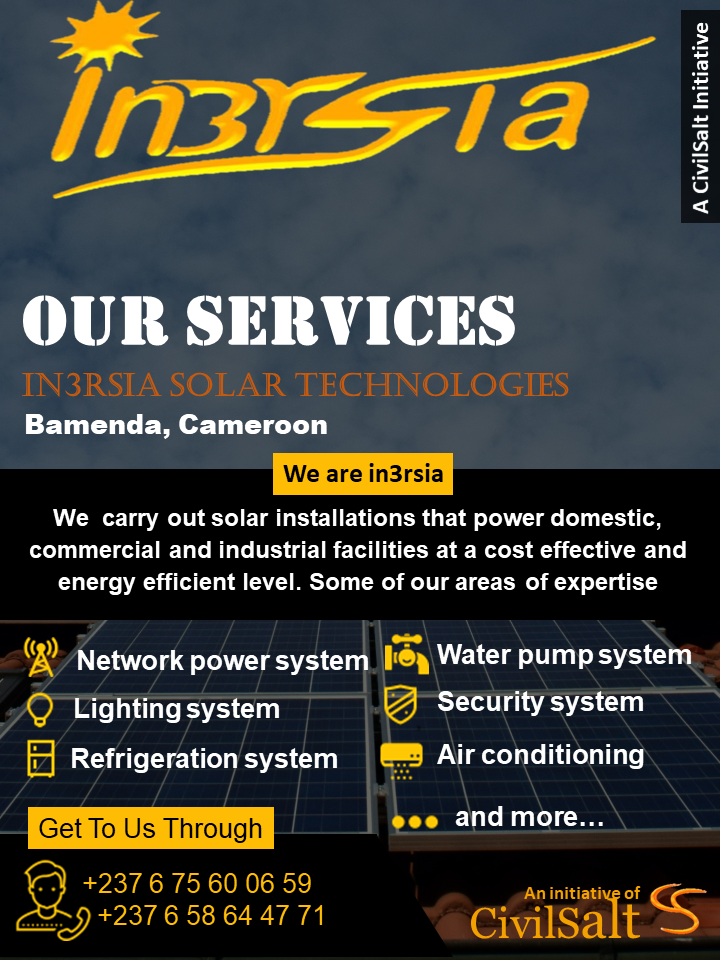 in3rsia
A CivilSalt Initiative
OUR SERVICES
IN3RSIA SOLAR TECHNOLOGIES
Bamenda, Cameroon
We are in3rsia
We carry out solar installations that power domestic,
commercial and industrial facilities at a cost effective and
energy efficient level. Some of our areas of expertise
Network power system
Water pump system
Lighting system
Security system
Refrigeration system
Air conditioning
and more...
Get To Us Through
+237 6 75 60 06 59
+237 6 58 64 47 71
An initiative of
CivilSalt